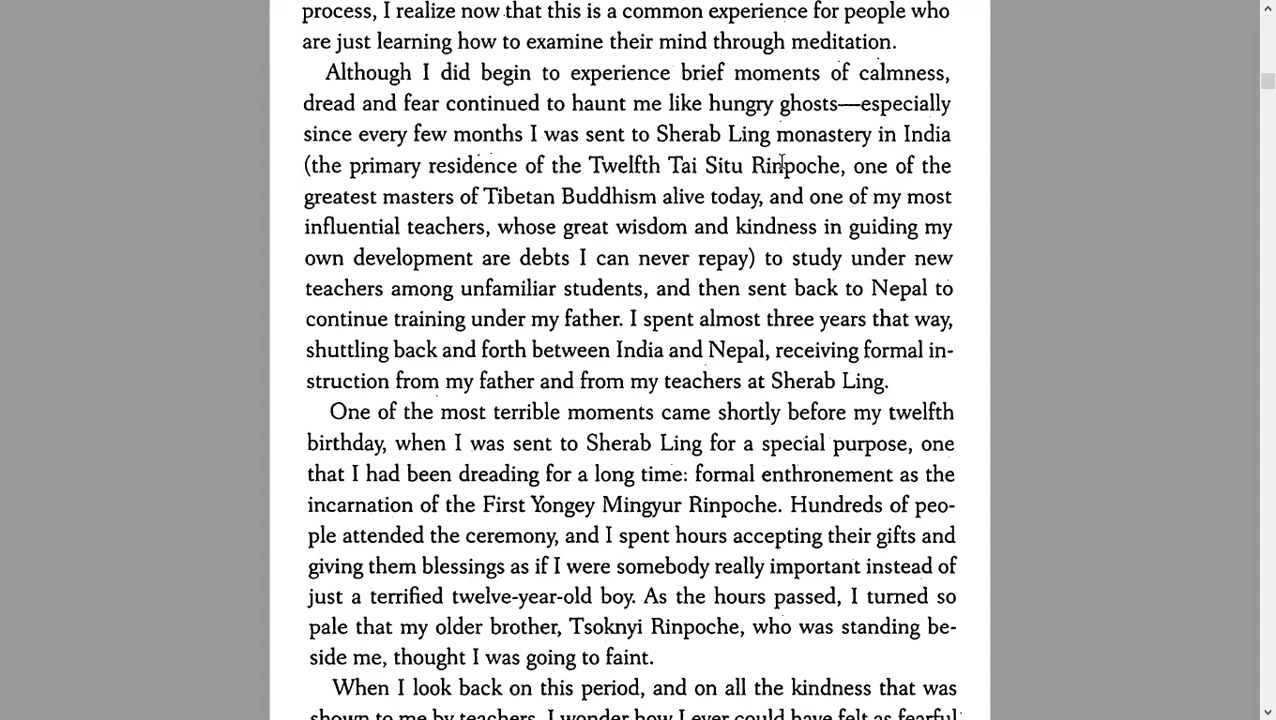 process, I realize now that this is a common experience for people who
are just learning how to examine their mind through meditation.
Although I did begin to experience brief moments of calmness,
dread and fear continued to haunt me like hungry ghosts—especially
since every few months I was sent to Sherab Ling monastery in India
(the primary residence of the Twelfth Tai Situ Rinpoche, one of the
greatest masters of Tibetan Buddhism alive today, and one of my most
influential teachers, whose great wisdom and kindness in guiding my
own development are debts I can never repay) to study under new
teachers among unfamiliar students, and then sent back to Nepal to
continue training under my father. I spent almost three years that way,
shuttling back and forth between India and Nepal, receiving formal in-
struction from my father and from my teachers at Sherab Ling.
One of the most terrible moments came shortly before my twelfth
birthday, when I was sent to Sherab Ling for a special purpose, one
that I had been dreading for a long time: formal enthronement as the
incarnation of the First Yongey Mingyur Rinpoche. Hundreds of peo-
ple attended the ceremony, and I spent hours accepting their gifts and
giving them blessings as if I were somebody really important instead of
just a terrified twelve-year-old boy. As the hours passed, I turned so
pale that my older brother, Tsoknyi Rinpoche, who was standing be-
side me, thought I was going to faint.
When I look back on this period, and on all the kindness that was
shown to me by teachers, I wonder how I ever could have felt as fearful